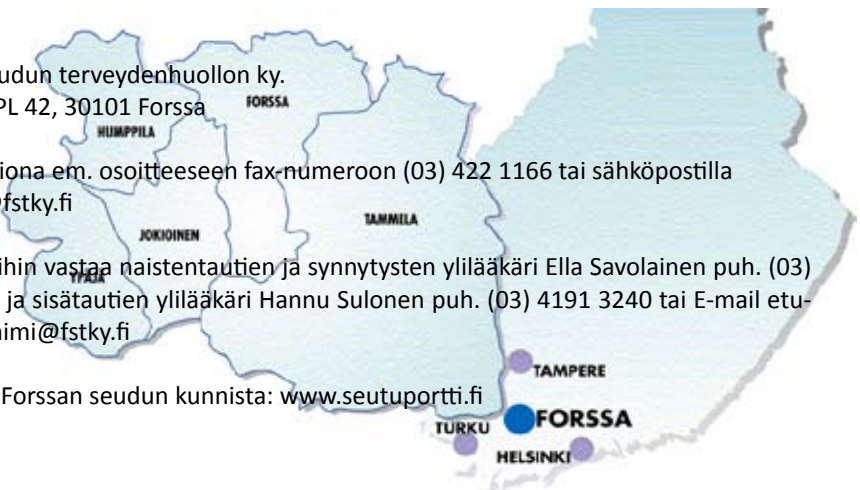 udun terveydenhuollon ky.
PL 42, 30101 Forssa
FORSSA
HUMPPILA
iona em. osoitteeseen fax-numeroon (03) 422 1166 tai sähköpostilla
@fstky.fi
TAMMILA
JOKIOINEN
YPÄJÄ
ihin vastaa naistentautien ja synnytysten ylilääkäri Ella Savolainen puh. (03)
ja sisätautien ylilääkäri Hannu Sulonen puh. (03) 4191 3240 tai E-mail etu-
nimi@fstky.fi
TAMPERE
Forssan seudun kunnista: www.seutuportti.fi
FORSSA
TURKU
HELSINKI